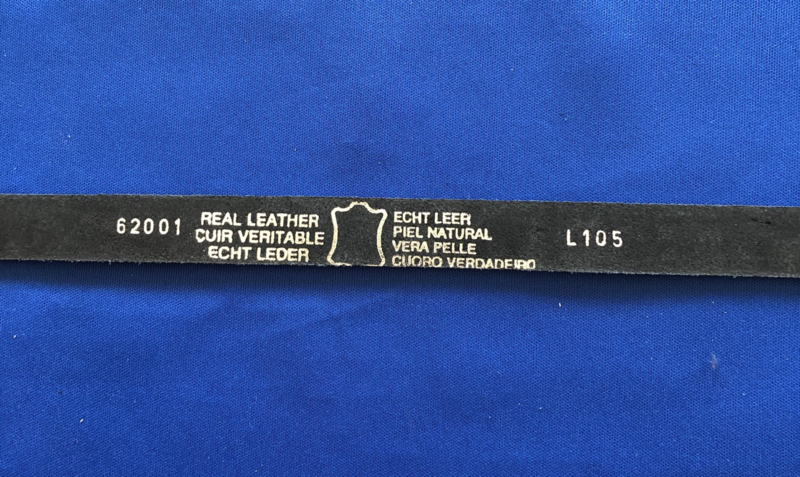 62001
REAL LEATHER
CUIR VERITABLE
ECHT LEDER
ECHT LEER
PIEL NATURAL
VERA PELLE
CUORO VERDADEIRO
L105